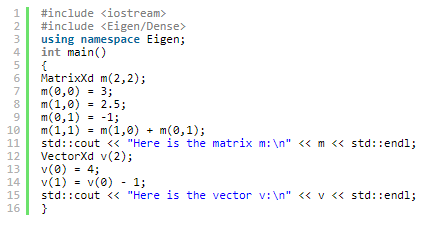 1 #include <iostream>
2 #include <Eigen/Dense>
3 using namespace Eigen;
4 int main()
5 {
6 MatrixXd m(2,2);
7 m(0,0) = 3;
8 m(1,0) = 2.5;
9 m(0,1) = -1;
10 m(1,1) = m(1,0) + m(0,1);
11 std::cout << "Here is the matrix m:\n" << m << std::endl;
12 VectorXd v(2);
13 v(0) = 4;
14 v(1) = v(0) - 1;
15 std::cout << "Here is the vector v:\n" << v << std::endl;
16 }